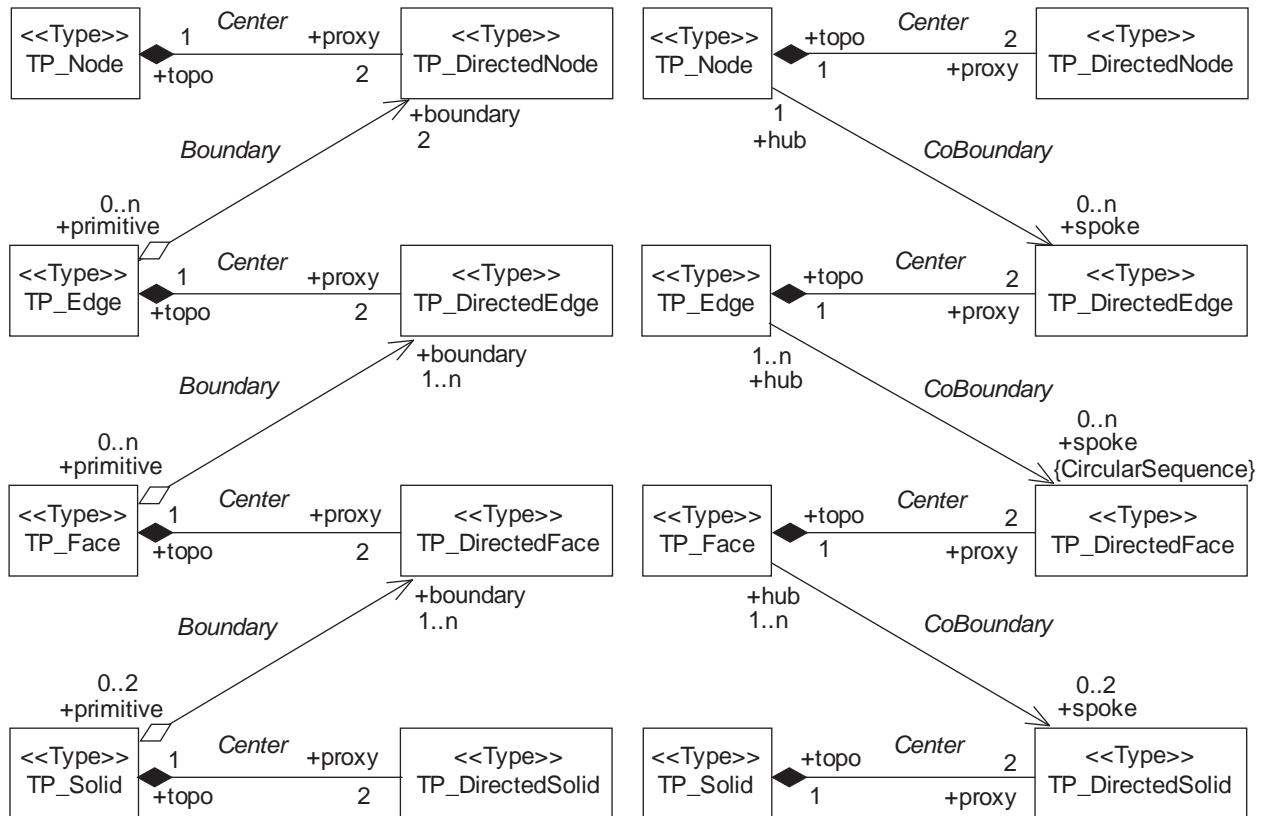 <<Type>>
TP_Node
1
Center
+proxy
+topo
2
<<Type>>
TP_DirectedNode
+boundary
2
Boundary
0..n
+primitive
<<Type>>
TP_Edge
1
Center
+proxy
+topo
2
<<Type>>
TP_DirectedEdge
+boundary
1..n
Boundary
0..n
+primitive
<<Type>>
TP_Face
1
Center
+proxy
+topo
2
<<Type>>
TP_DirectedFace
+boundary
1..n
Boundary
0..2
+primitive
<<Type>>
TP_Solid
1
Center
+proxy
+topo
2
<<Type>>
TP_DirectedSolid
<<Type>>
TP_Node
+topo
Center
2
1
+proxy
<<Type>>
TP_DirectedNode
1
+hub
CoBoundary
0..n
+spoke
<<Type>>
TP_Edge
+topo
Center
2
1
+proxy
<<Type>>
TP_DirectedEdge
1..n
+hub
CoBoundary
0..n
+spoke
{CircularSequence}
<<Type>>
TP_Face
+topo
Center
2
1
+proxy
<<Type>>
TP_DirectedFace
+hub
1..n
CoBoundary
0..2
+spoke
<<Type>>
TP_Solid
+topo
Center
2
1
+proxy
<<Type>>
TP_DirectedSolid